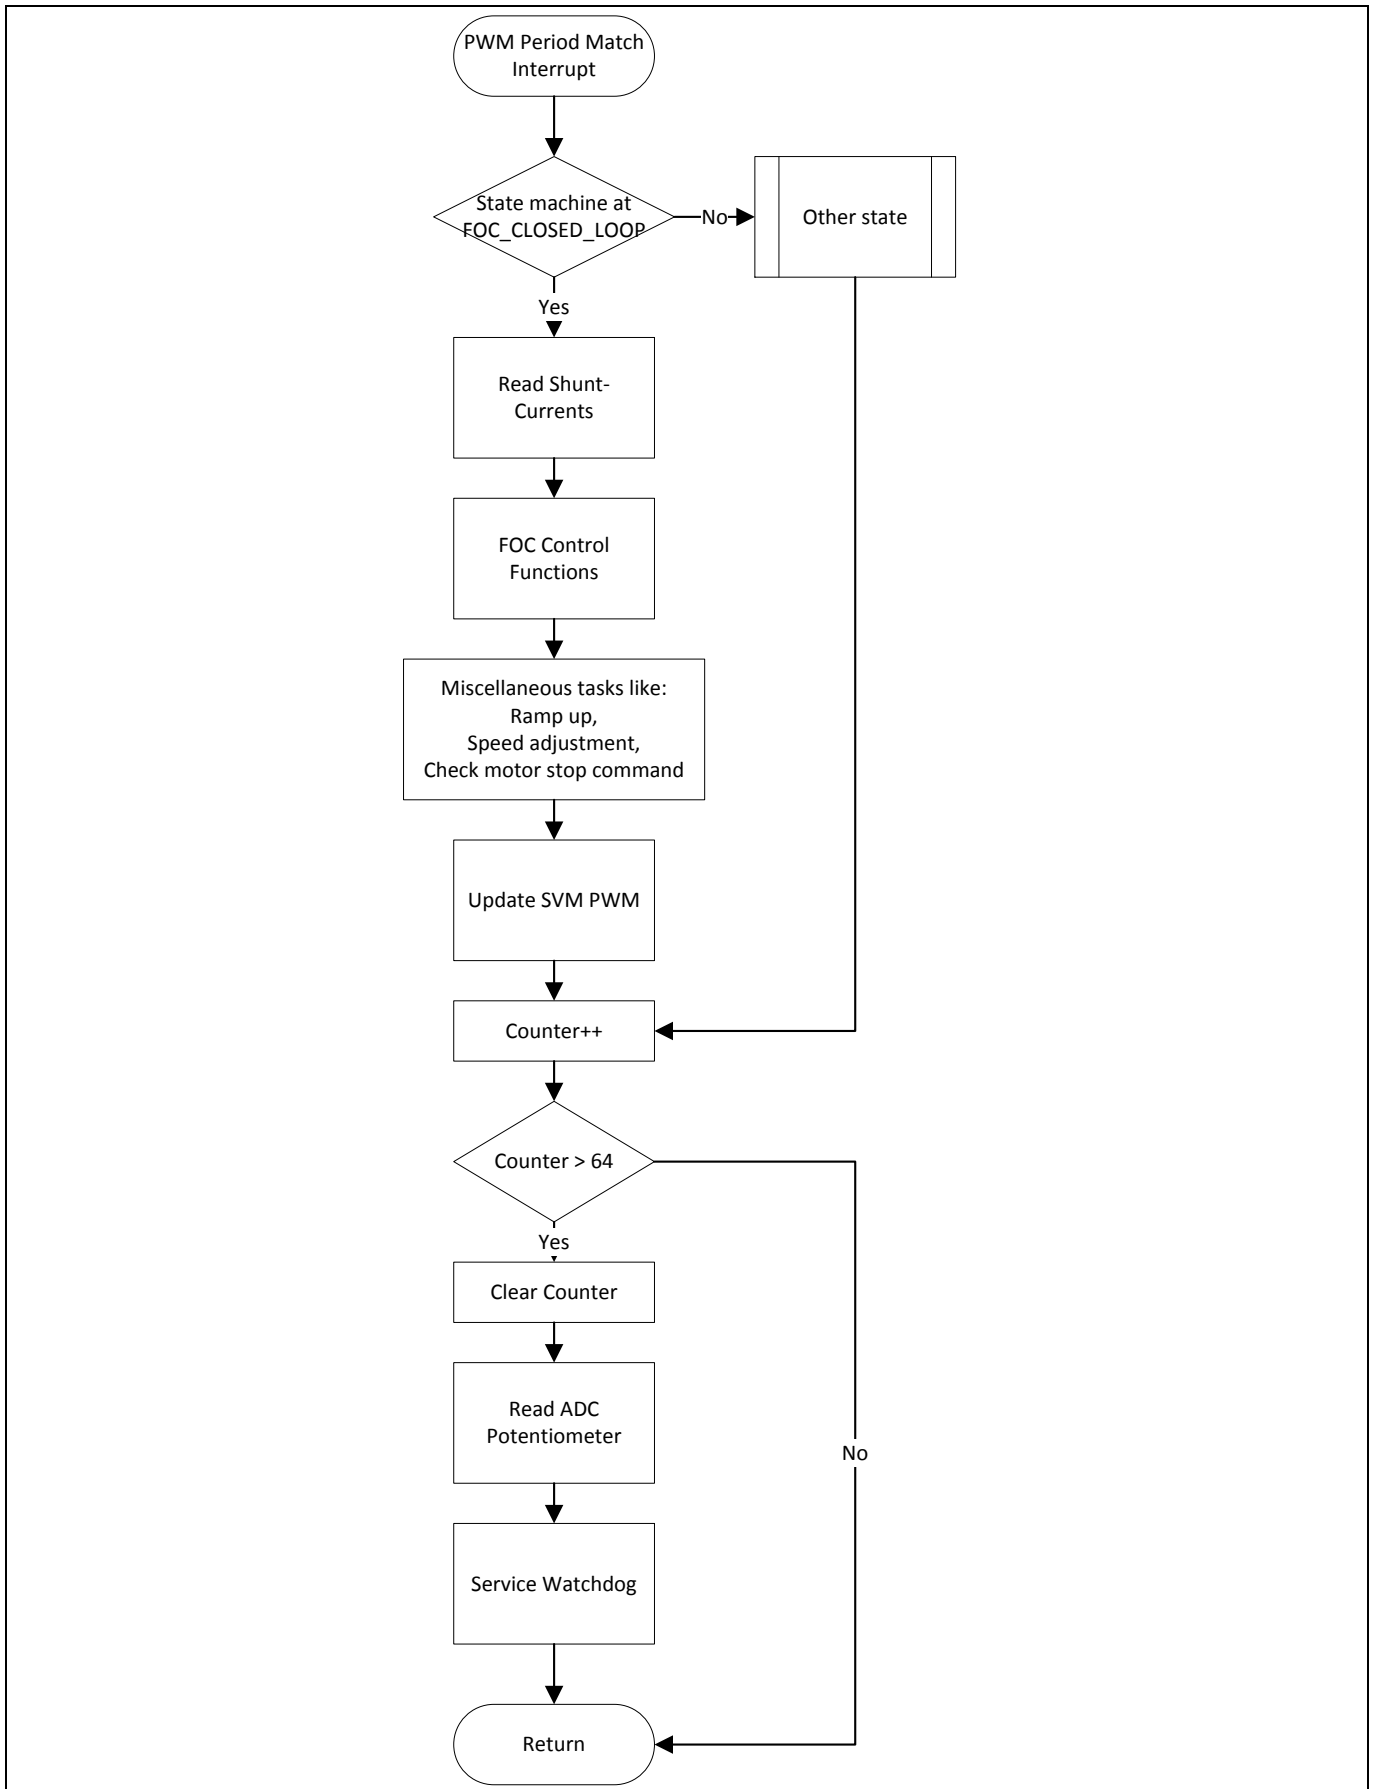 PWM Period Match
Interrupt
State machine at
FOC_CLOSED_LOOP
No
Other state
Yes
Read Shunt-
Currents
FOC Control
Functions
Miscellaneous tasks like:
Ramp up,
Speed adjustment,
Check motor stop command
Update SVM PWM
Counter++
Counter > 64
Yes
Clear Counter
Read ADC
Potentiometer
No
Service Watchdog
Return